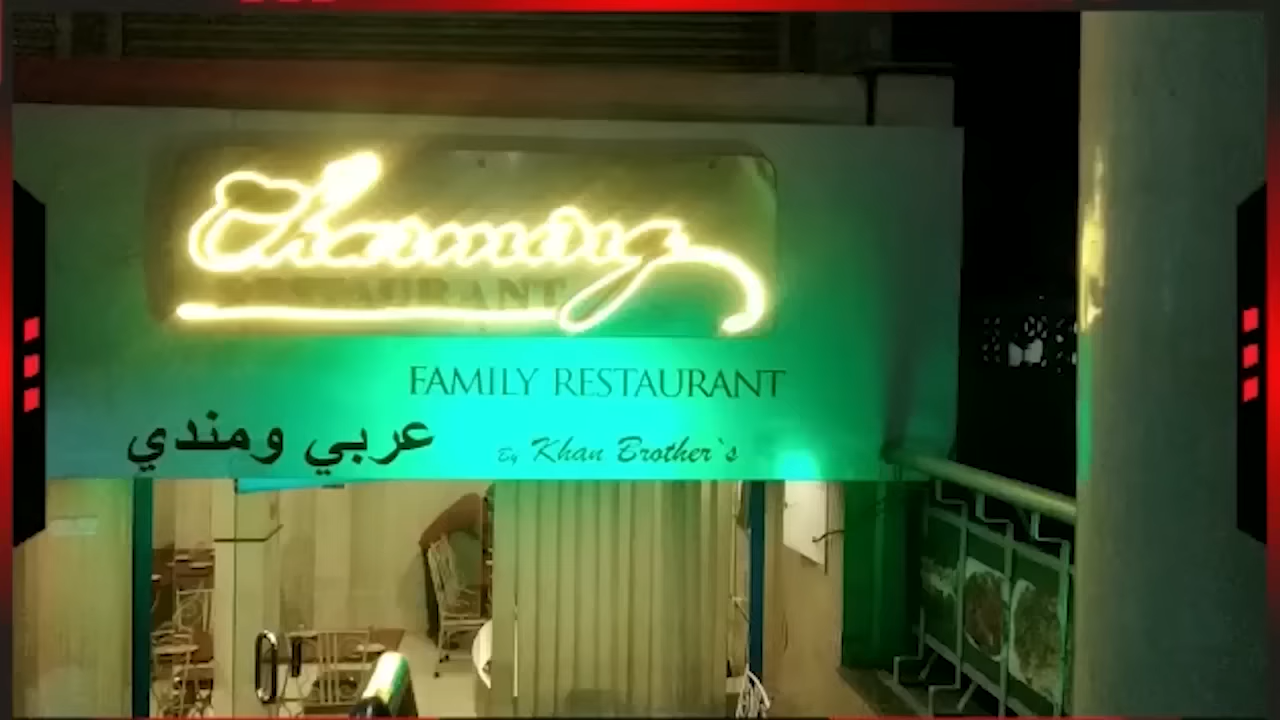 Charming
RESTAURANT
FAMILY RESTAURANT
عربي ومندي
By Khan Brother`s